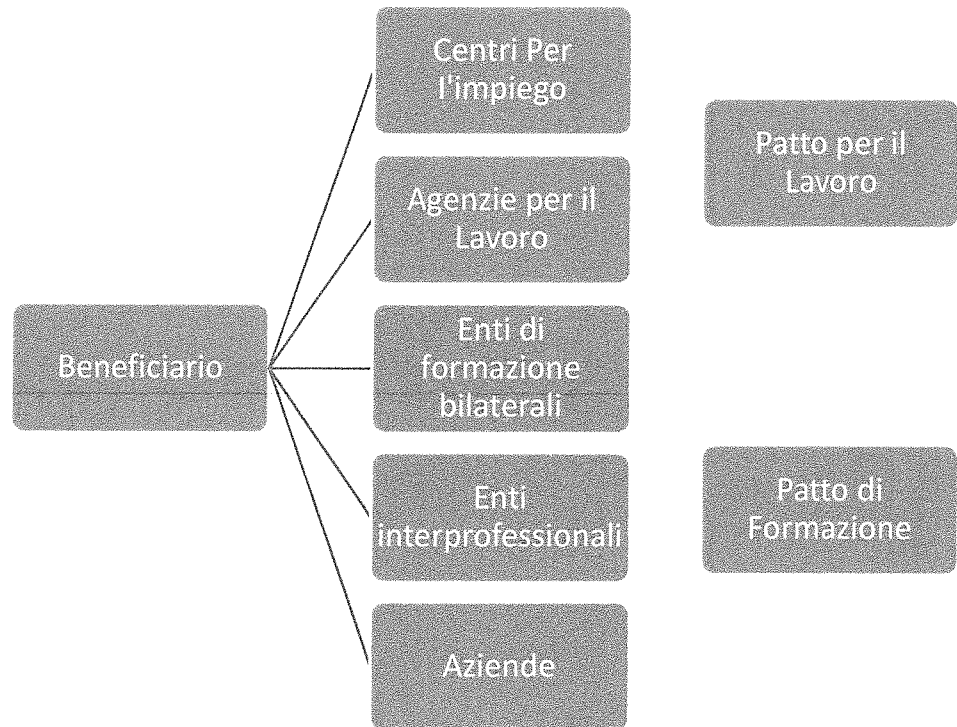 Beneficiario
Centri Per
l'impiego
Agenzie per il
Lavoro
Enti di
formazione
bilaterali
Enti
interprofessionali
Aziende
Patto per il
Lavoro
Patto di
Formazione